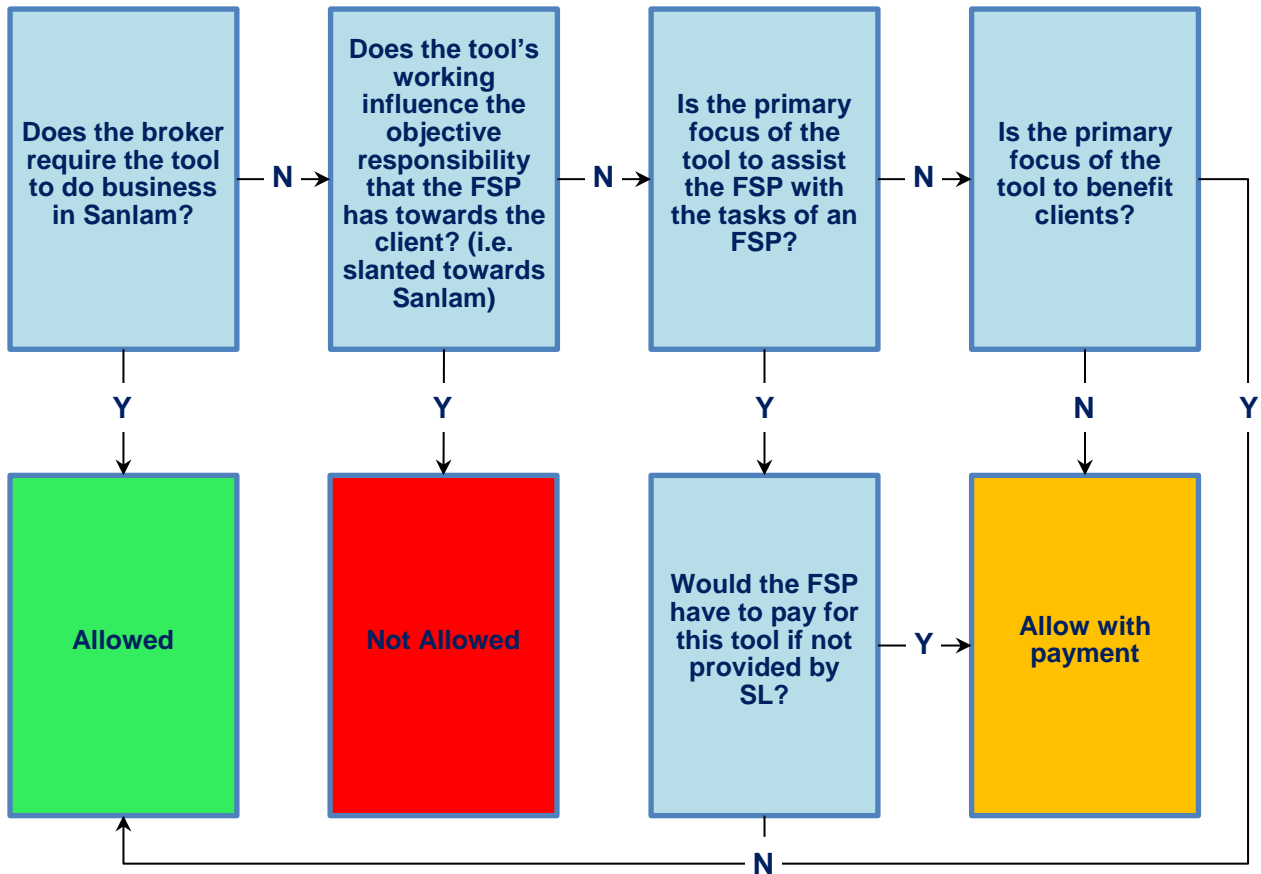 Does the broker
require the tool
to do business
in Sanlam?
N
Does the tool’s
working
influence the
objective
responsibility
that the FSP
has towards the
client? (i.e.
slanted towards
Sanlam)
N
Is the primary
focus of the
tool to assist
the FSP with
the tasks of an
FSP?
N
Is the primary
focus of the
tool to benefit
clients?
Y
Y
Y
N
Y
Allowed
Not Allowed
Would the FSP
have to pay for
this tool if not
provided by
SL?
Y
Allow with
payment
N